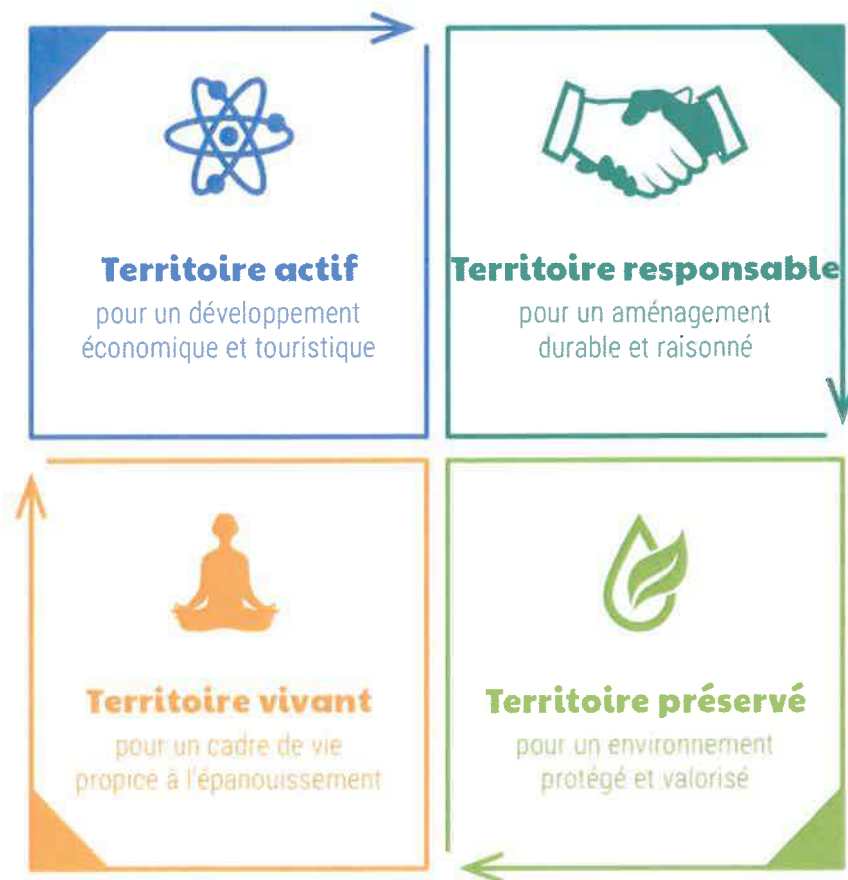 Territoire actif
pour un développement
économique et touristique
Territoire responsable
pour un aménagement
durable et raisonné
Territoire vivant
pour un cadre de vie
propice à l'épanouissement
Territoire préservé
pour un environnement
protégé et valorisé